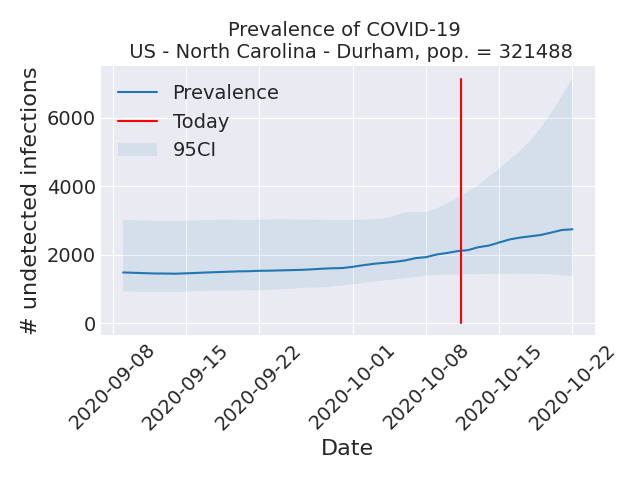 Prevalence of COVID-19
US - North Carolina - Durham, pop. = 321488
Prevalence
Today
95CI
6000
4000
2000
0
# undetected infections
2020-09-08
2020-09-15
2020-09-22
2020-10-01
2020-10-08
2020-10-15
2020-10-22
Date